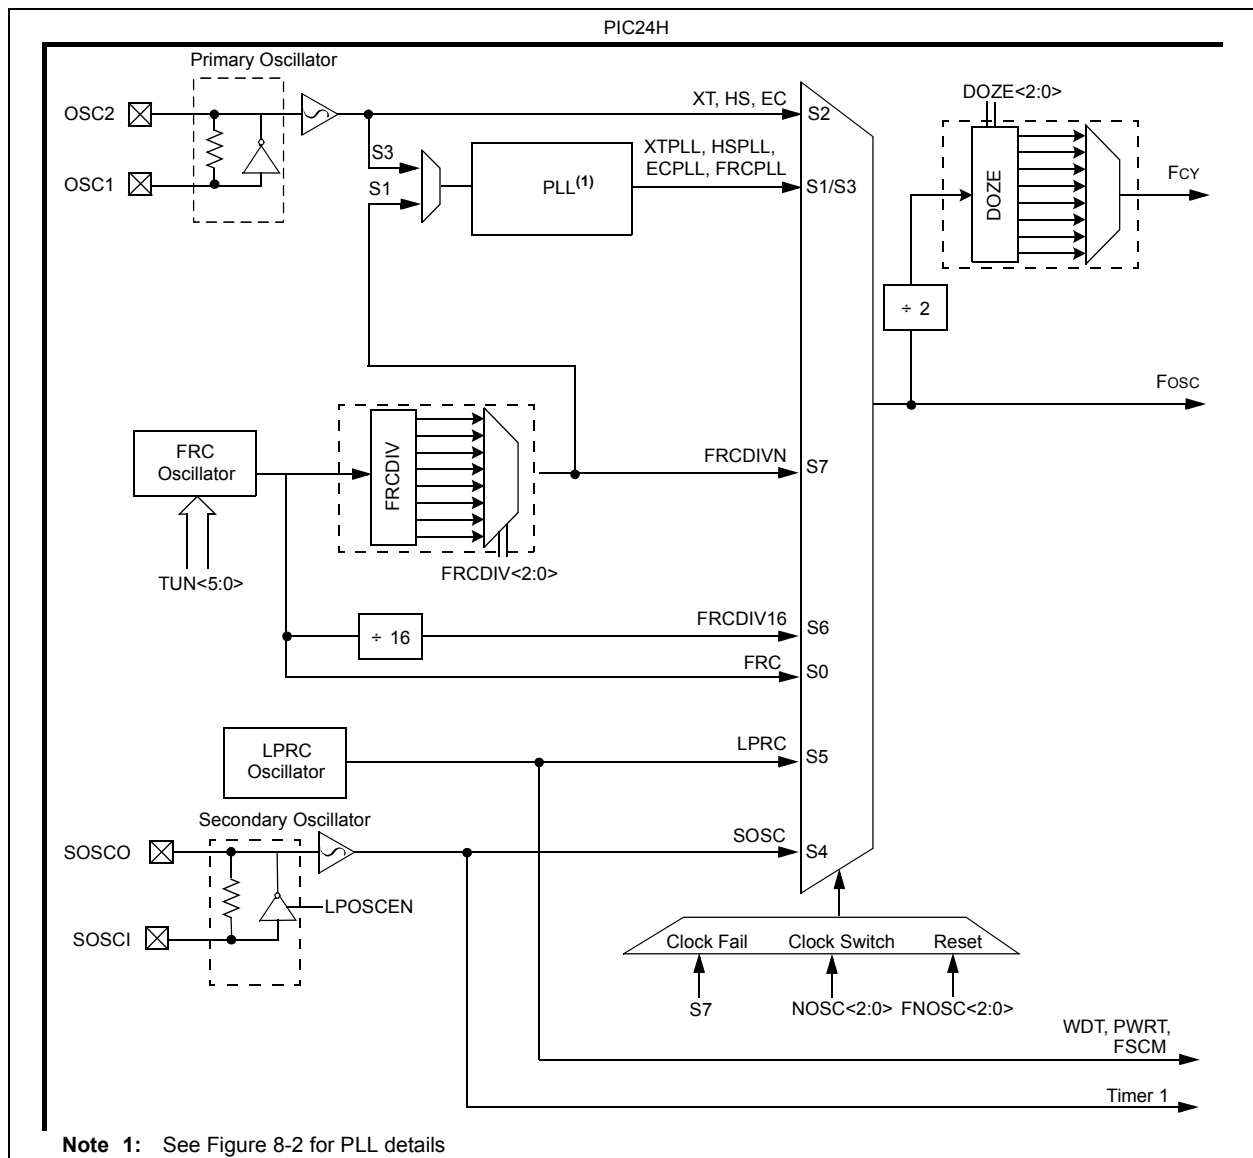 PIC24H
Primary Oscillator
OSC2
OSC1
XT, HS, EC
S2
S3
S1
PLL(1)
XTPLL, HSPLL,
ECPLL, FRCPLL
S1/S3
DOZE<2:0>
DOZE
FCY
÷ 2
FOSC
FRC
Oscillator
TUN<5:0>
FRCDIV
FRCDIV<2:0>
FRCDIVN
S7
÷ 16
FRCDIV16
S6
FRC
S0
LPRC
Oscillator
LPRC
S5
Secondary Oscillator
SOSCO
SOSCI
LPOSCEN
SOSC
S4
Clock Fail
Clock Switch
Reset
S7
NOSC<2:0>
FNOSC<2:0>
WDT, PWRT,
FSCM
Timer 1
Note 1: See Figure 8-2 for PLL details